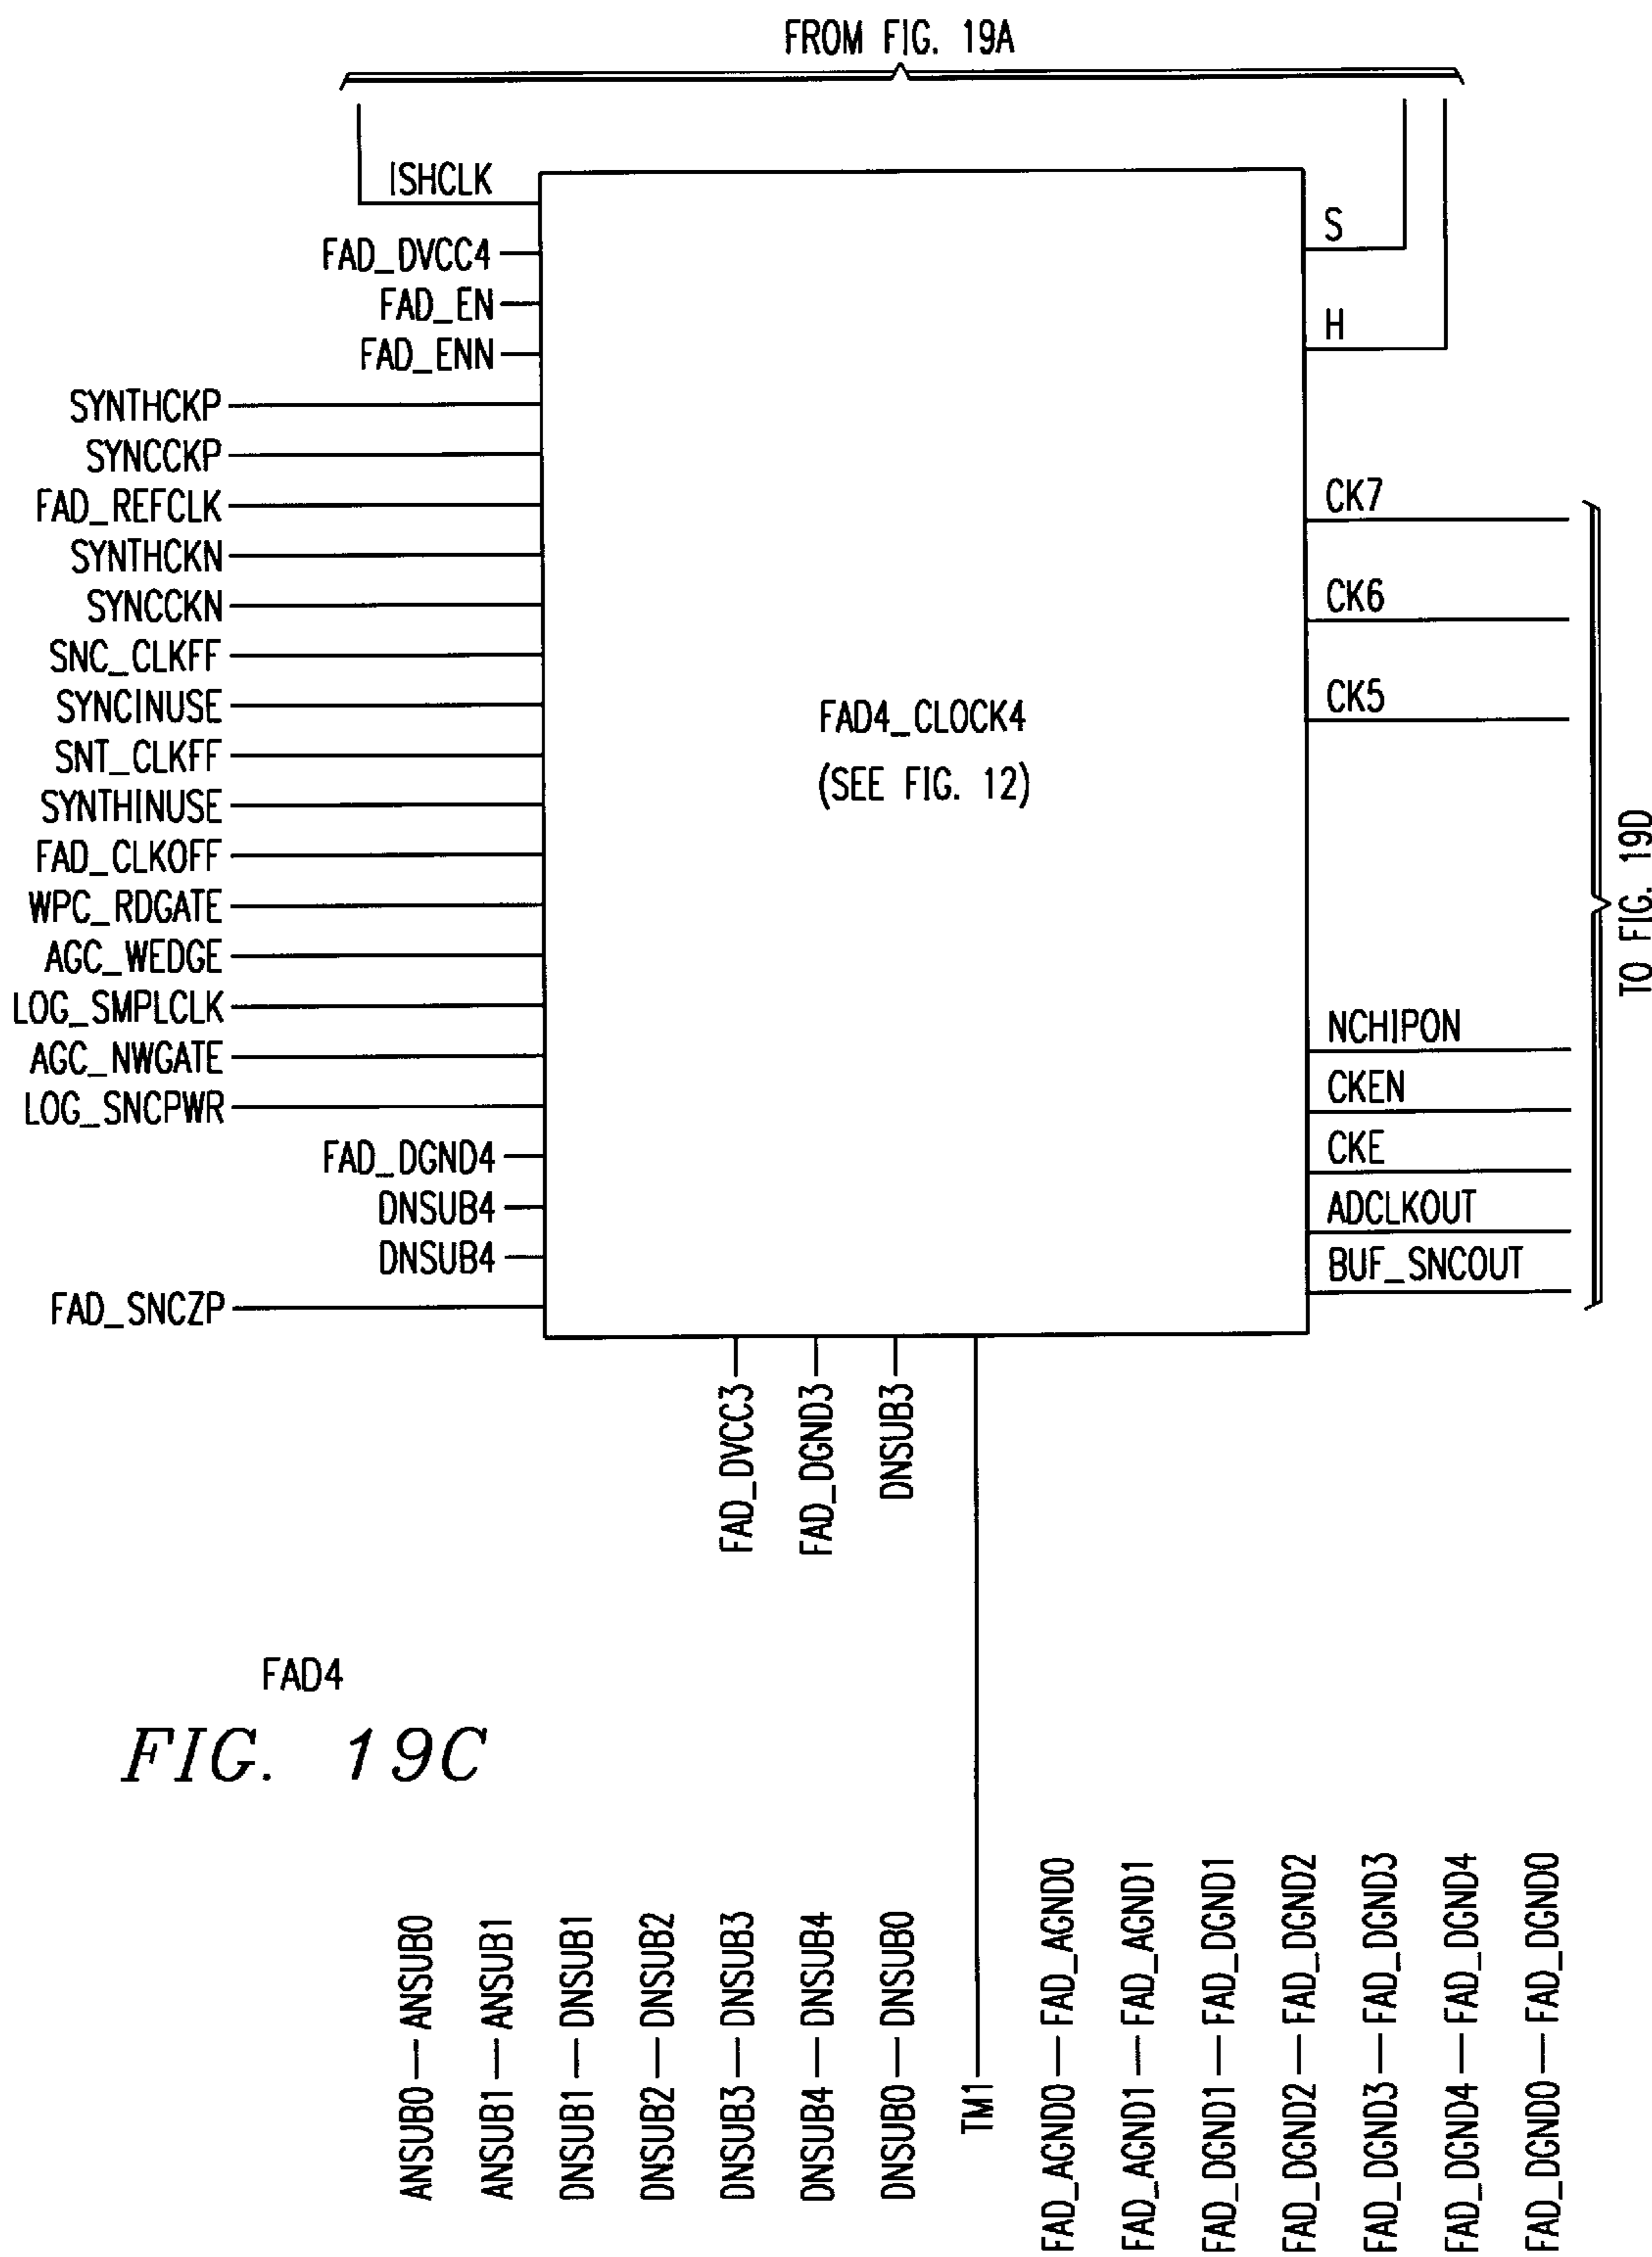 FROM FIG. 19A
ISHCLK
FAD_DVCC4
FAD_EN
FAD_ENN
SYNTHCKP
SYNCCKP
FAD_REFCLK
SYNTHCKN
SYNCCKN
SNC_CLKFF
SYNCINUSE
SNT_CLKFF
SYNTHINUSE
FAD_CLKOFF
WPC_RDGATE
AGC_WEDGE
LOG_SMPLCLK
AGC_NWGATE
LOG_SNCPWR
FAD_DGND4
DNSUB4
DNSUB4
FAD_SNCZP
FAD4_CLOCK4
(SEE FIG. 12)
S
H
CK7
CK6
CK5
NCHIPON
CKEN
CKE
ADCLKOUT
BUF_SNCOUT
TO FIG. 19D
FAD_DVCC3
FAD_DGND3
DNSUB3
FAD4
FIG. 19C
ANSUB0 ANSUB0
ANSUB1 ANSUB1
DNSUB1 DNSUB1
DNSUB2 DNSUB2
DNSUB3 DNSUB3
DNSUB4 DNSUB4
DNSUB0 DNSUB0
TM1
FAD_AGND0 FAD_AGND0
FAD_AGND1 FAD_AGND1
FAD_DGND1 FAD_DGND1
FAD_DGND2 FAD_DGND2
FAD_DGND3 FAD_DGND3
FAD_DGND4 FAD_DGND4
FAD_DGND0 FAD_DGND0